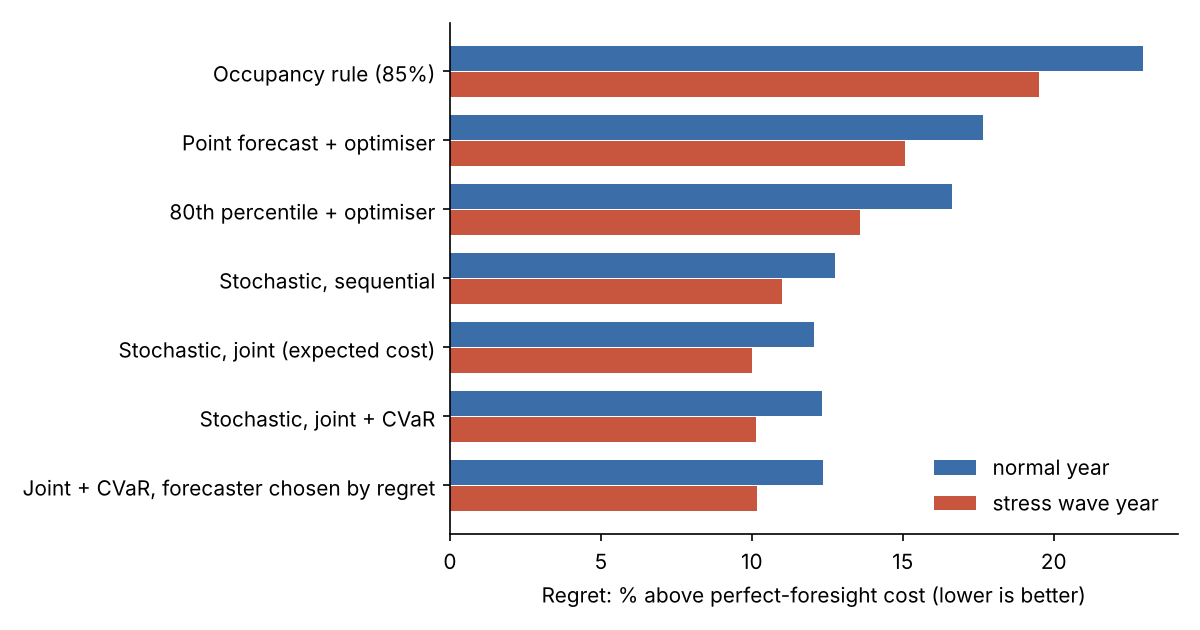 Occupancy rule (85%)
Point forecast + optimiser
80th percentile + optimiser
Stochastic, sequential
Stochastic, joint (expected cost)
Stochastic, joint + CVaR
Joint + CVaR, forecaster chosen by regret
normal year
stress wave year
0 5 10 15 20
Regret: % above perfect-foresight cost (lower is better)